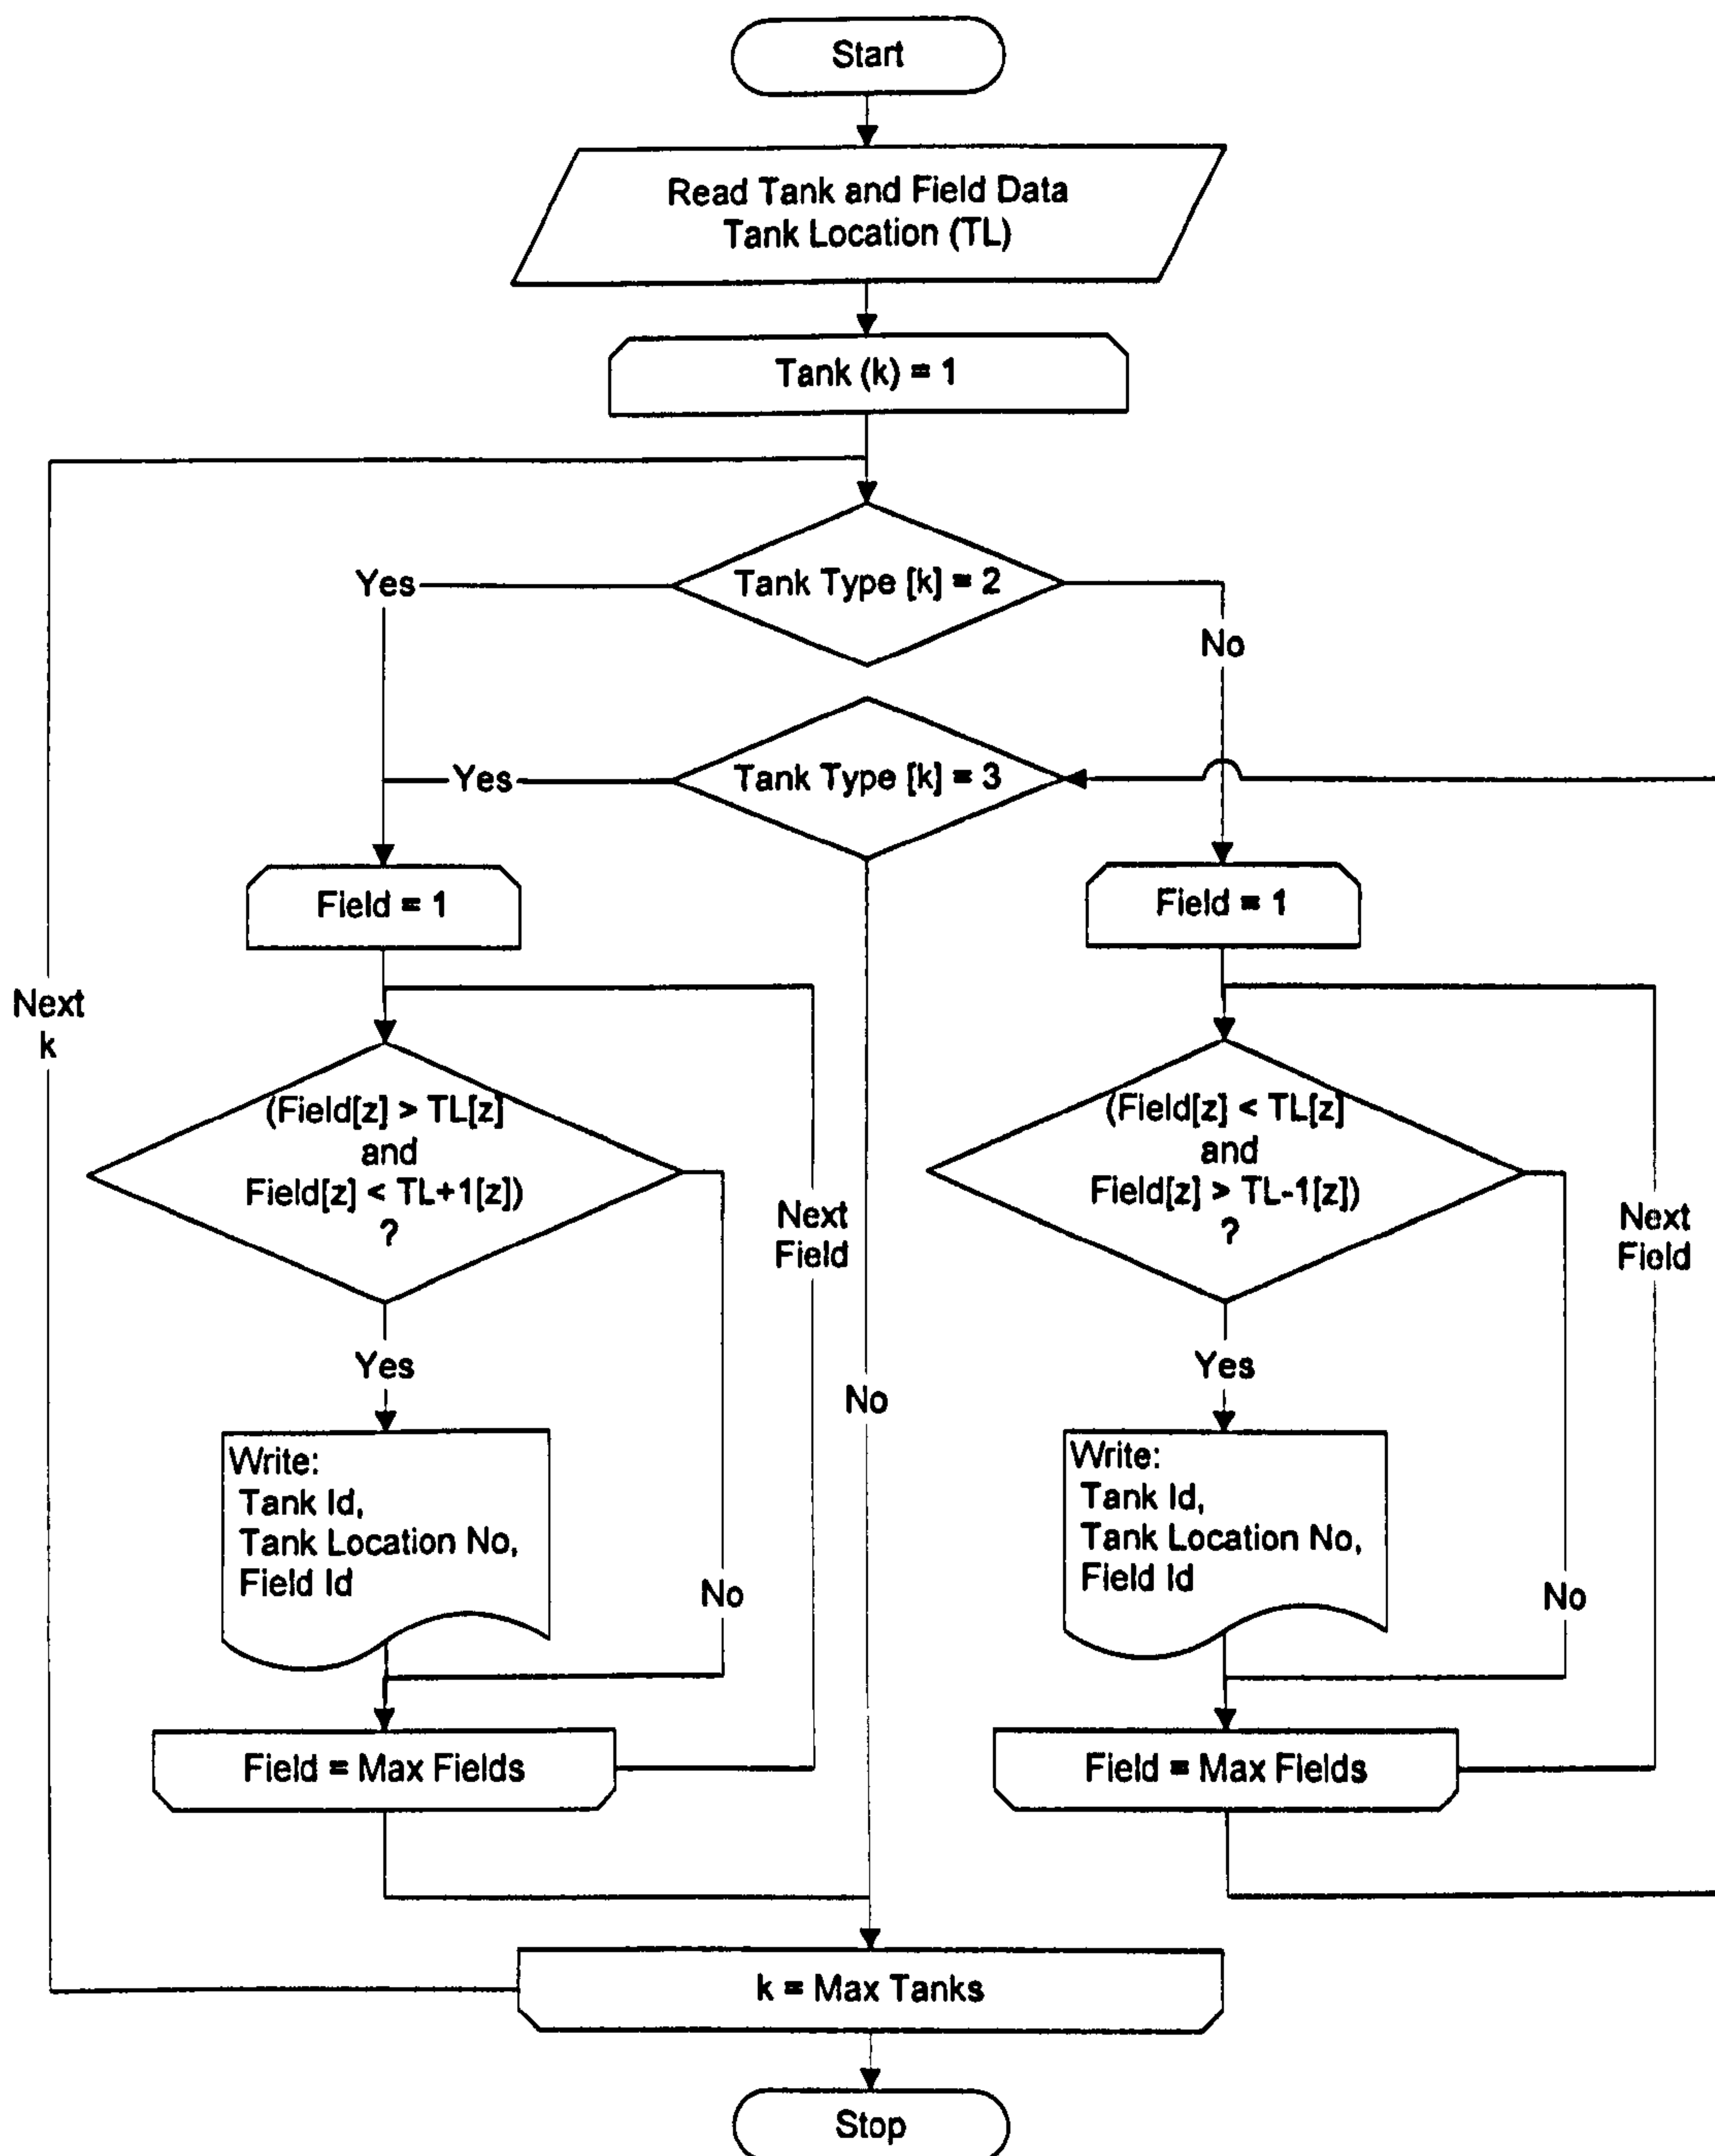 Start
Read Tank and Field Data
Tank Location (TL)
Tank (k) = 1
Tank Type [k] = 2
Yes
No
Tank Type [k] = 3
Yes
Field = 1
Field = 1
Next
k
(Field[z] > TL[z]
and
Field[z] < TL+1[z])
?
Next
Field
(Field[z] < TL[z]
and
Field[z] > TL-1[z])
?
Next
Field
Yes
No
Yes
Write:
Tank Id,
Tank Location No,
Field Id
No
Write:
Tank Id,
Tank Location No,
Field Id
No
Field = Max Fields
Field = Max Fields
k = Max Tanks
Stop